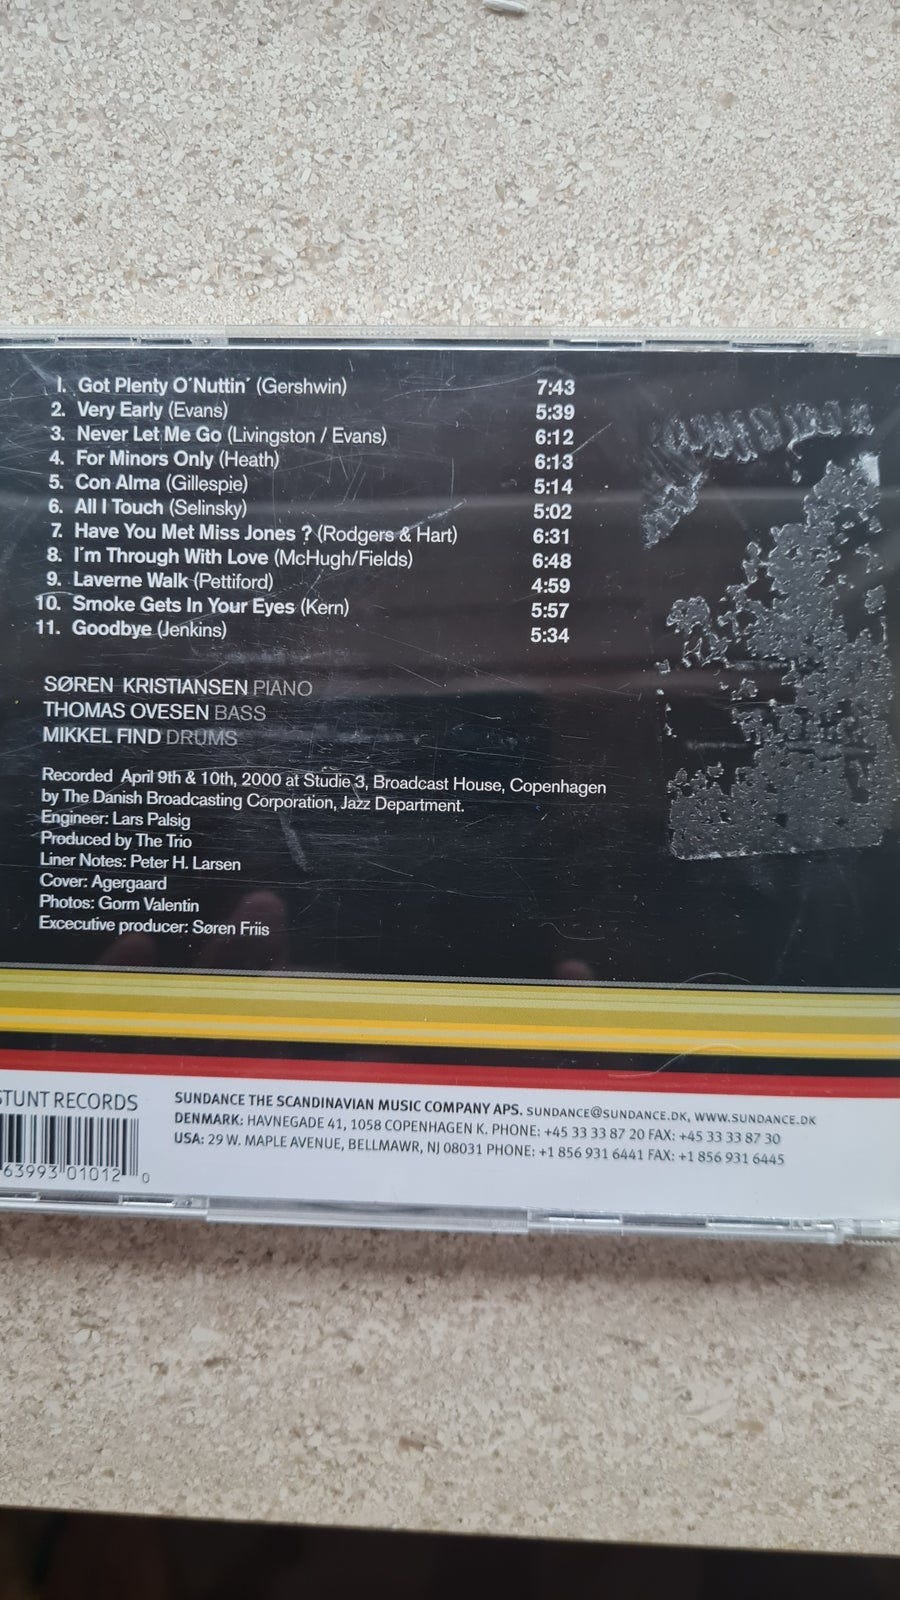 1. Got Plenty O´Nuttin´ (Gershwin) 7:43
2. Very Early (Evans) 5:39
3. Never Let Me Go (Livingston / Evans) 6:12
4. For Minors Only (Heath) 6:13
5. Con Alma (Gillespie) 5:14
6. All I Touch (Selinsky) 5:02
7. Have You Met Miss Jones ? (Rodgers & Hart) 6:31
8. I´m Through With Love (McHugh/Fields) 6:48
9. Laverne Walk (Pettiford) 4:59
10. Smoke Gets In Your Eyes (Kern) 5:57
11. Goodbye (Jenkins) 5:34
SØREN KRISTIANSEN PIANO
THOMAS OVESEN BASS
MIKKEL FIND DRUMS
Recorded April 9th & 10th, 2000 at Studie 3, Broadcast House, Copenhagen
by The Danish Broadcasting Corporation, Jazz Department.
Engineer: Lars Palsig
Produced by The Trio
Liner Notes: Peter H. Larsen
Cover: Agergaard
Photos: Gorm Valentin
Excecutive producer: Søren Friis
STUNT RECORDS
63993 01012 0
SUNDANCE THE SCANDINAVIAN MUSIC COMPANY APS. SUNDANCE@SUNDANCE.DK, WWW.SUNDANCE.DK
DENMARK: HAVNEGADE 41, 1058 COPENHAGEN K. PHONE: +45 33 33 87 20 FAX: +45 33 33 87 30
USA: 29 W. MAPLE AVENUE, BELLMAWR, NJ 08031 PHONE: +1 856 931 6441 FAX: +1 856 931 6445